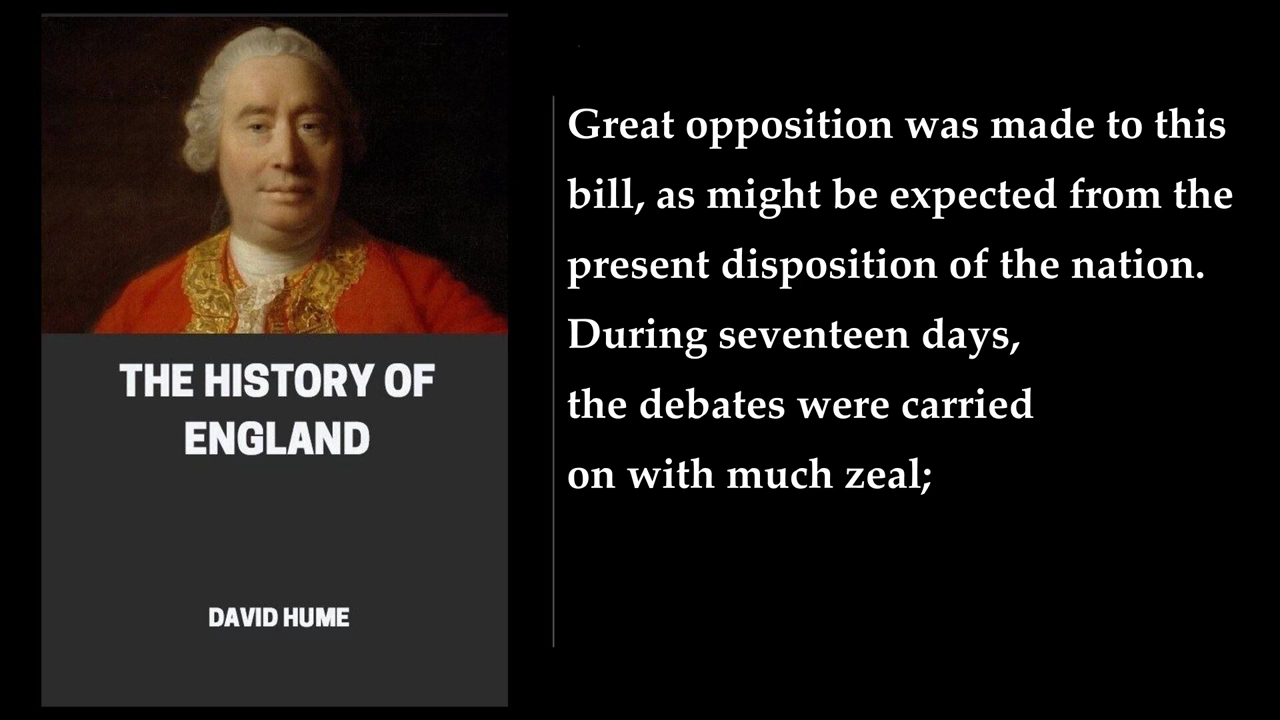 THE HISTORY OF
ENGLAND
DAVID HUME
Great opposition was made to this
bill, as might be expected from the
present disposition of the nation.
During seventeen days,
the debates were carried
on with much zeal;